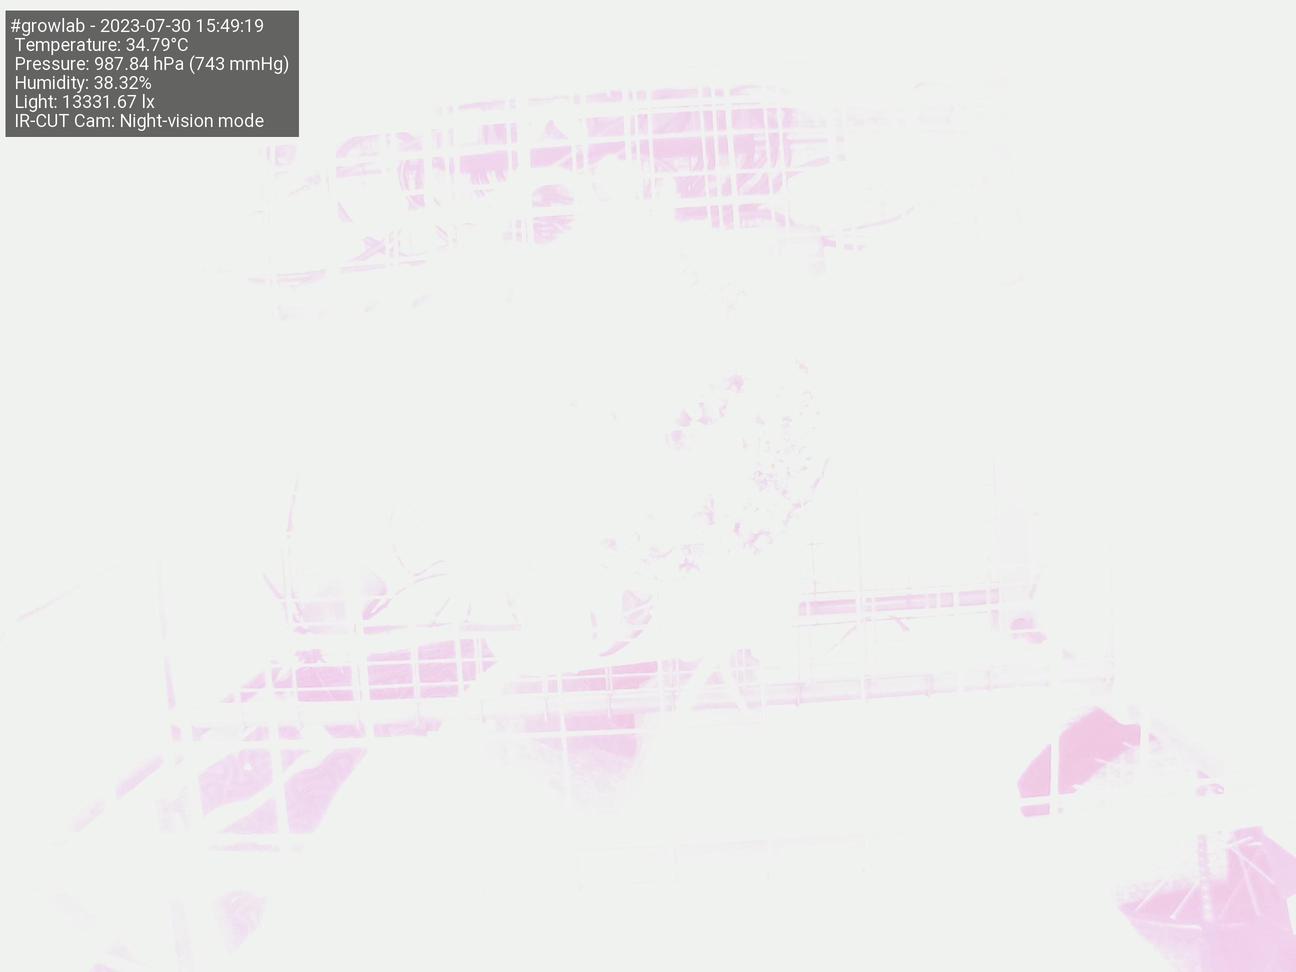 #growlab - 2023-07-30 15:49:19
Temperature: 34.79°C
Pressure: 987.84 hPa (743 mmHg)
Humidity: 38.32%
Light: 13331.67 lx
IR-CUT Cam: Night-vision mode